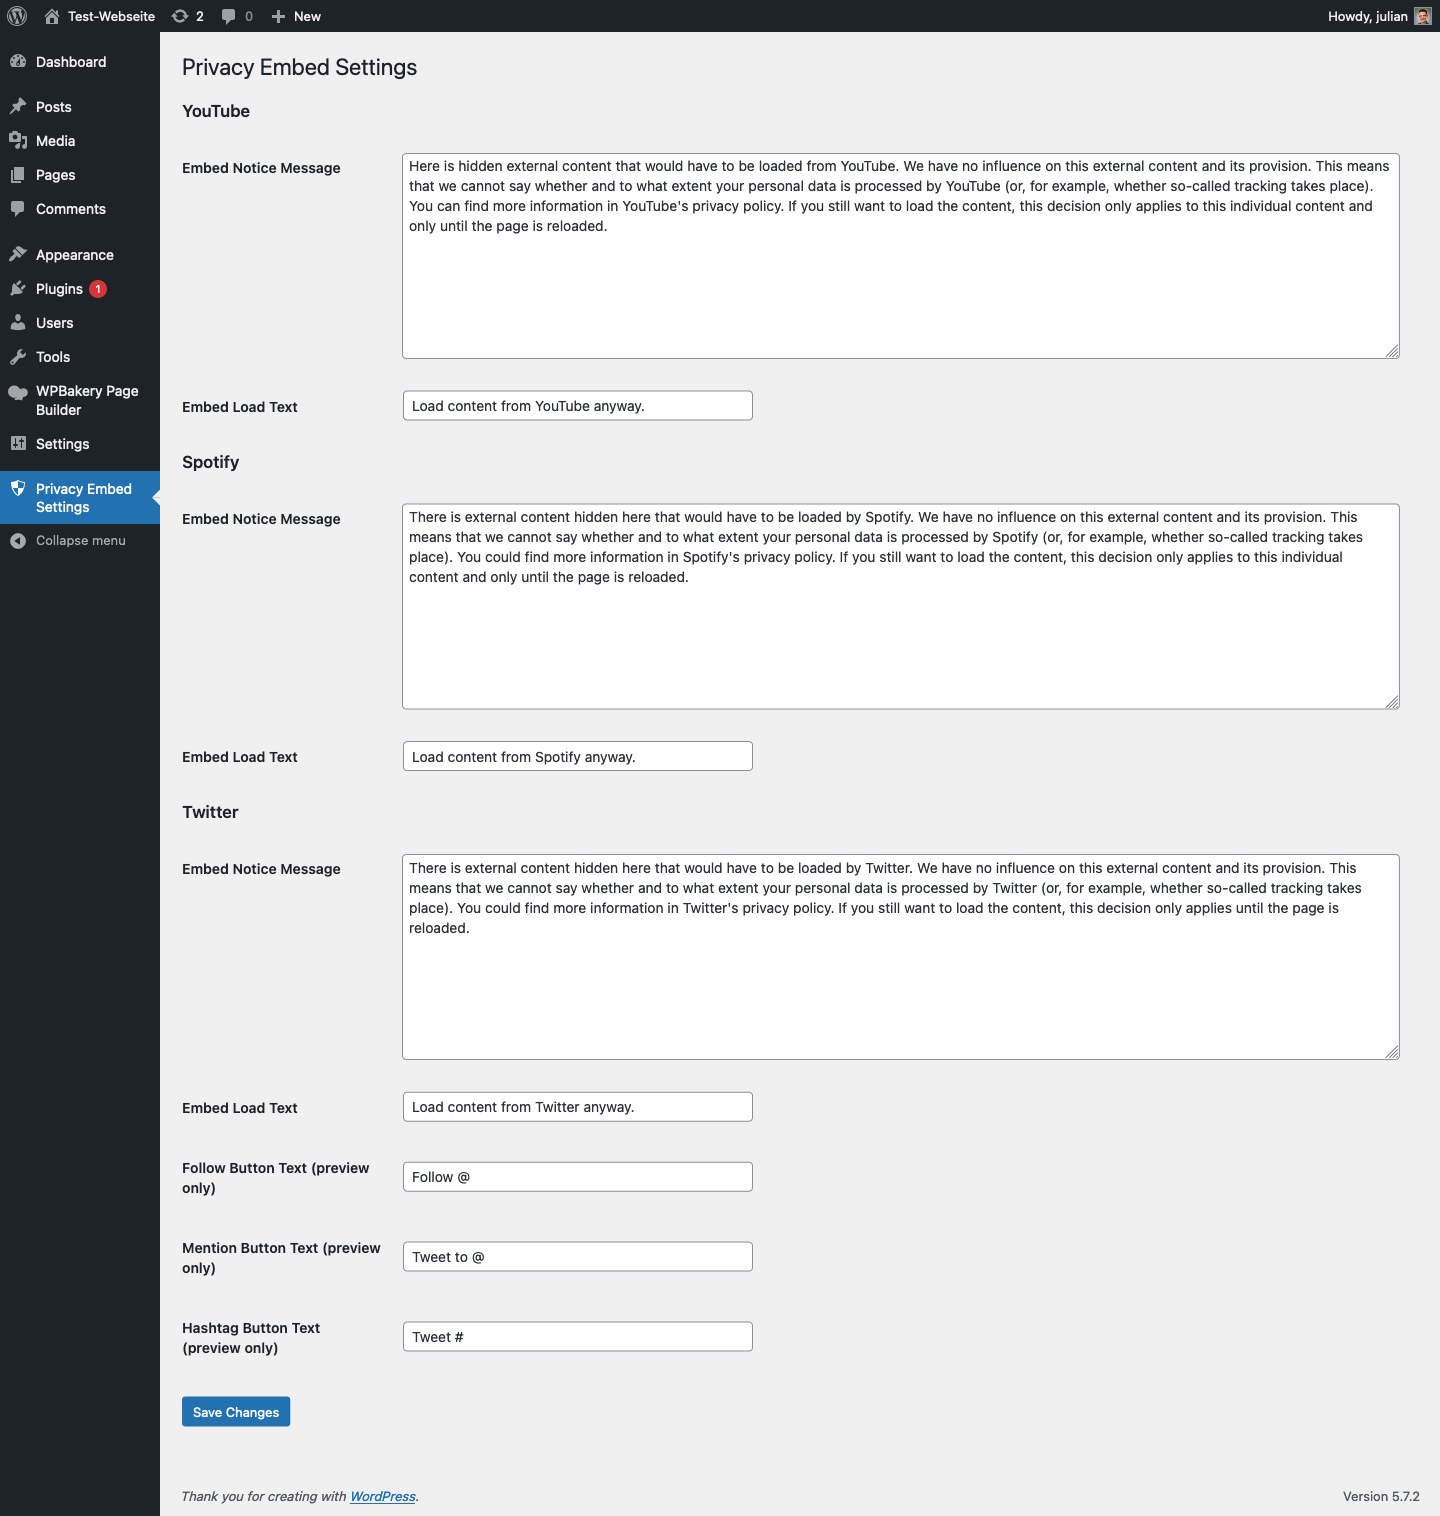 Test-Webseite 2 0 New Howdy, julian
Dashboard
Posts
Media
Pages
Comments
Appearance
Plugins 1
Users
Tools
WPBakery Page
Builder
Settings
Privacy Embed
Settings
Collapse menu
Privacy Embed Settings
YouTube
Embed Notice Message
Here is hidden external content that would have to be loaded from YouTube. We have no influence on this external content and its provision. This means
that we cannot say whether and to what extent your personal data is processed by YouTube (or, for example, whether so-called tracking takes place).
You can find more information in YouTube's privacy policy. If you still want to load the content, this decision only applies to this individual content and
only until the page is reloaded.
Embed Load Text
Load content from YouTube anyway.
Spotify
Embed Notice Message
There is external content hidden here that would have to be loaded by Spotify. We have no influence on this external content and its provision. This
means that we cannot say whether and to what extent your personal data is processed by Spotify (or, for example, whether so-called tracking takes
place). You could find more information in Spotify's privacy policy. If you still want to load the content, this decision only applies to this individual
content and only until the page is reloaded.
Embed Load Text
Load content from Spotify anyway.
Twitter
Embed Notice Message
There is external content hidden here that would have to be loaded by Twitter. We have no influence on this external content and its provision. This
means that we cannot say whether and to what extent your personal data is processed by Twitter (or, for example, whether so-called tracking takes
place). You could find more information in Twitter's privacy policy. If you still want to load the content, this decision only applies until the page is
reloaded.
Embed Load Text
Load content from Twitter anyway.
Follow Button Text (preview
only)
Follow @
Mention Button Text (preview
only)
Tweet to @
Hashtag Button Text
(preview only)
Tweet #
Save Changes
Thank you for creating with WordPress.
Version 5.7.2